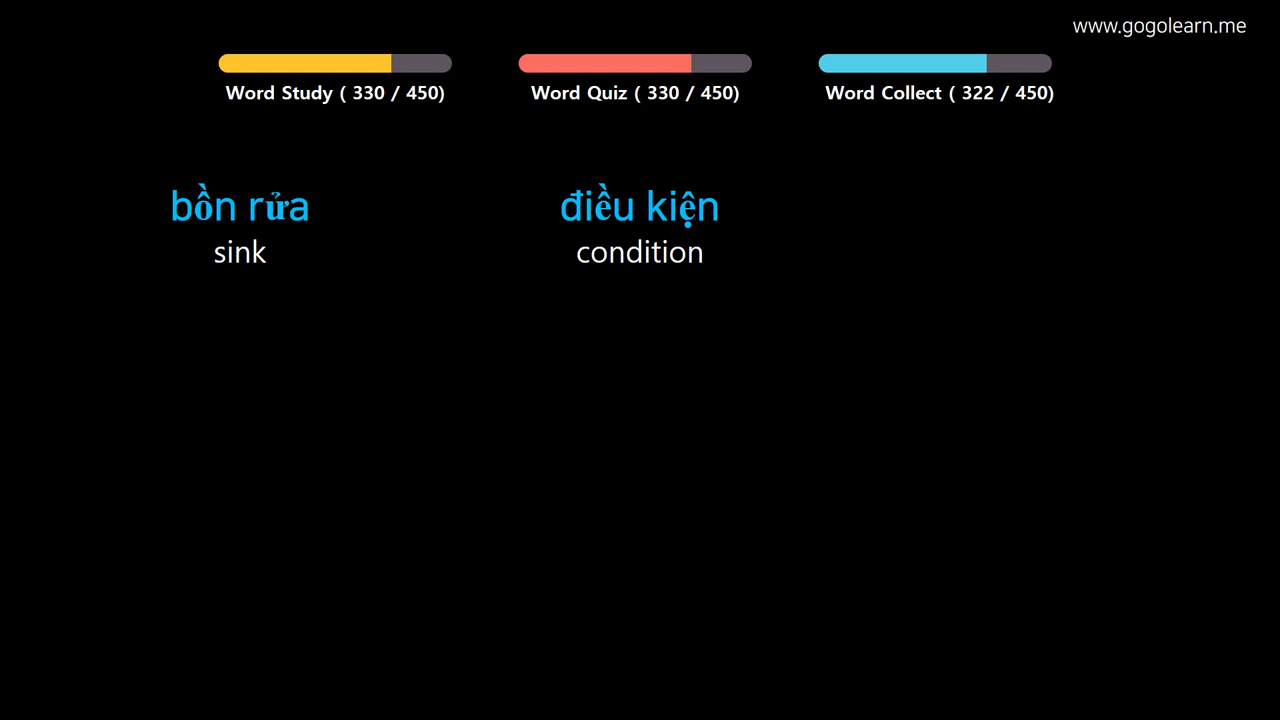 www.gogolearn.me
Word Study ( 330 / 450)
Word Quiz ( 330 / 450)
Word Collect ( 322 / 450)
bồn rửa
sink
điều kiện
condition